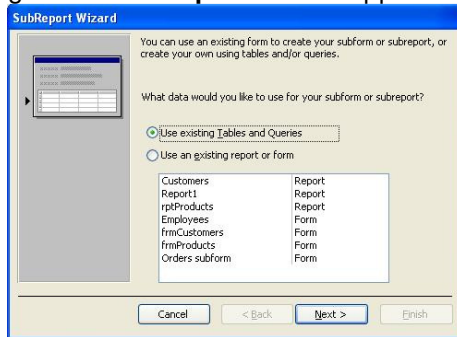 SubReport Wizard
You can use an existing form to create your subform or subreport, or
create your own using tables and/or queries.
What data would you like to use for your subform or subreport?
Use existing Tables and Queries
Use an existing report or form
Customers Report
Report1 Report
rptProducts Report
Employees Form
frmCustomers Form
frmProducts Form
Orders subform Form
Cancel < Back Next > Finish